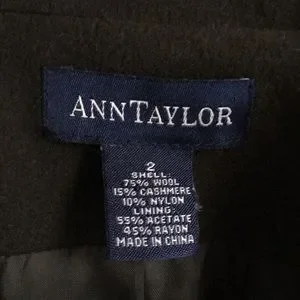 ANNTAYLOR
2
SHELL:
75% WOOL
15% CASHMERE
10% NYLON
LINING:
55% ACETATE
45% RAYON
MADE IN CHINA